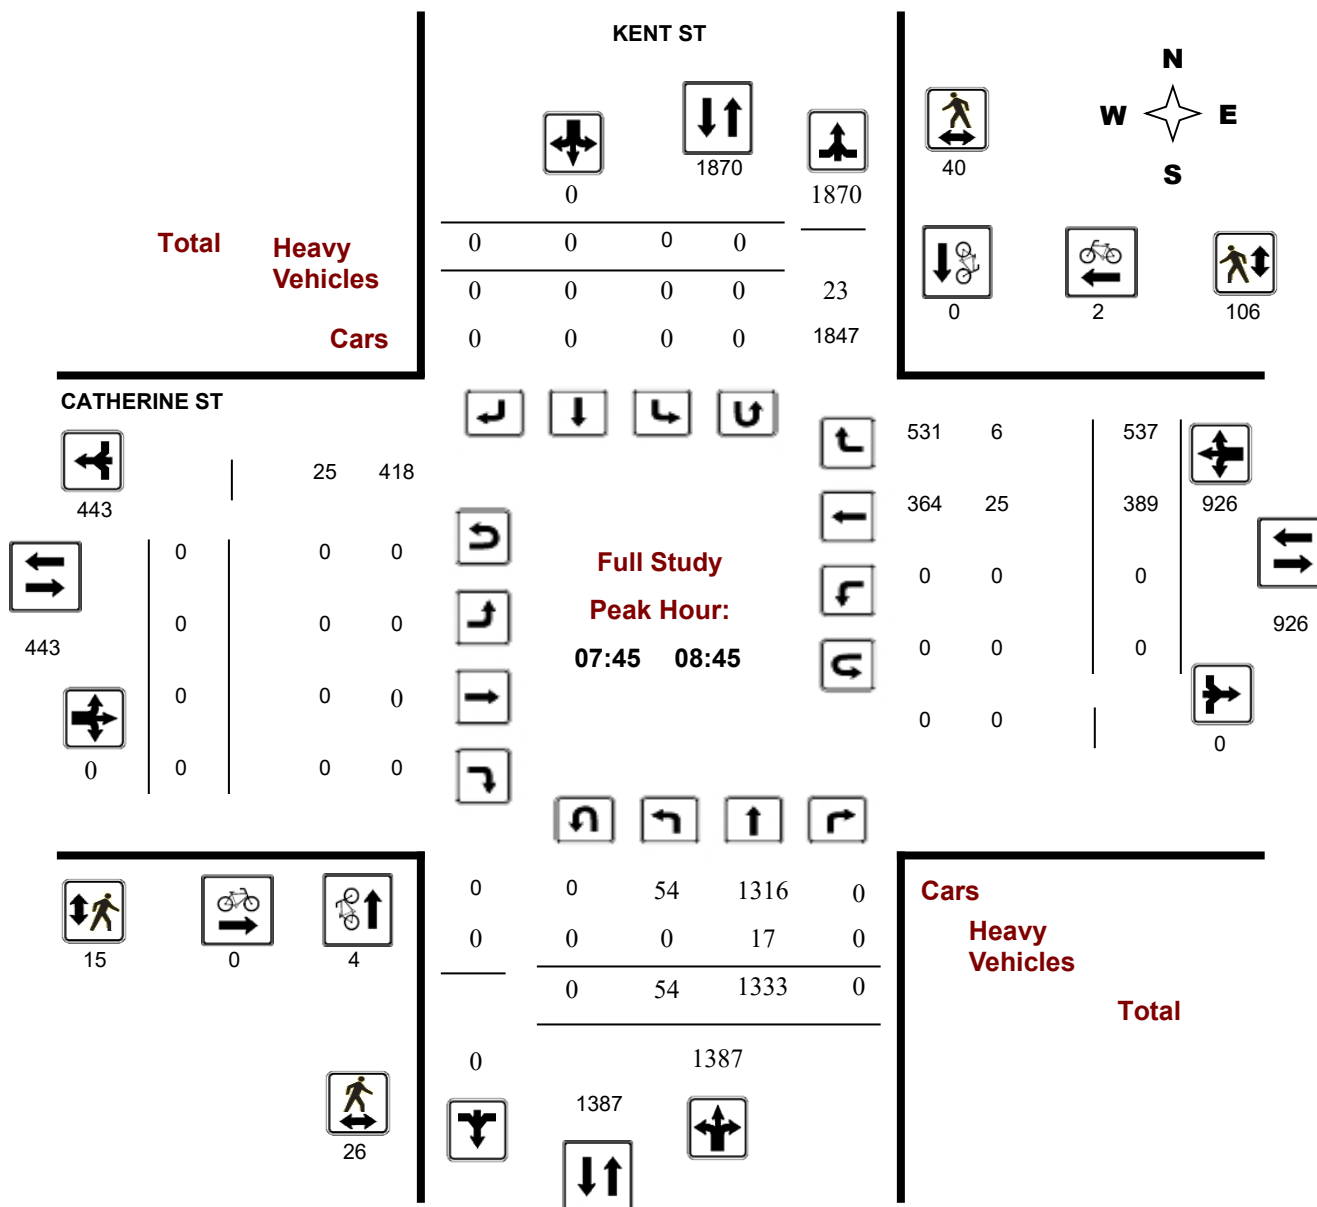 KENT ST
N
W E
S
1870
40
0 1870
Total Heavy
Vehicles
Cars
0 0 0 0
0 0 0 0 23
0 0 0 0 1847
0 2 106
CATHERINE ST
531 6 537
25 418
443
364 25 389 926
0 0 0
Full Study
0 0 0
Peak Hour:
0 0 0
443
926
07:45 08:45
0 0 0
0 0 0
0 0
0
0 0 0
0
0 0 54 1316 0
Cars
0 0 0 17 0
Heavy
Vehicles
15 0 4
0 54 1333 0
Total
0 1387
1387
26